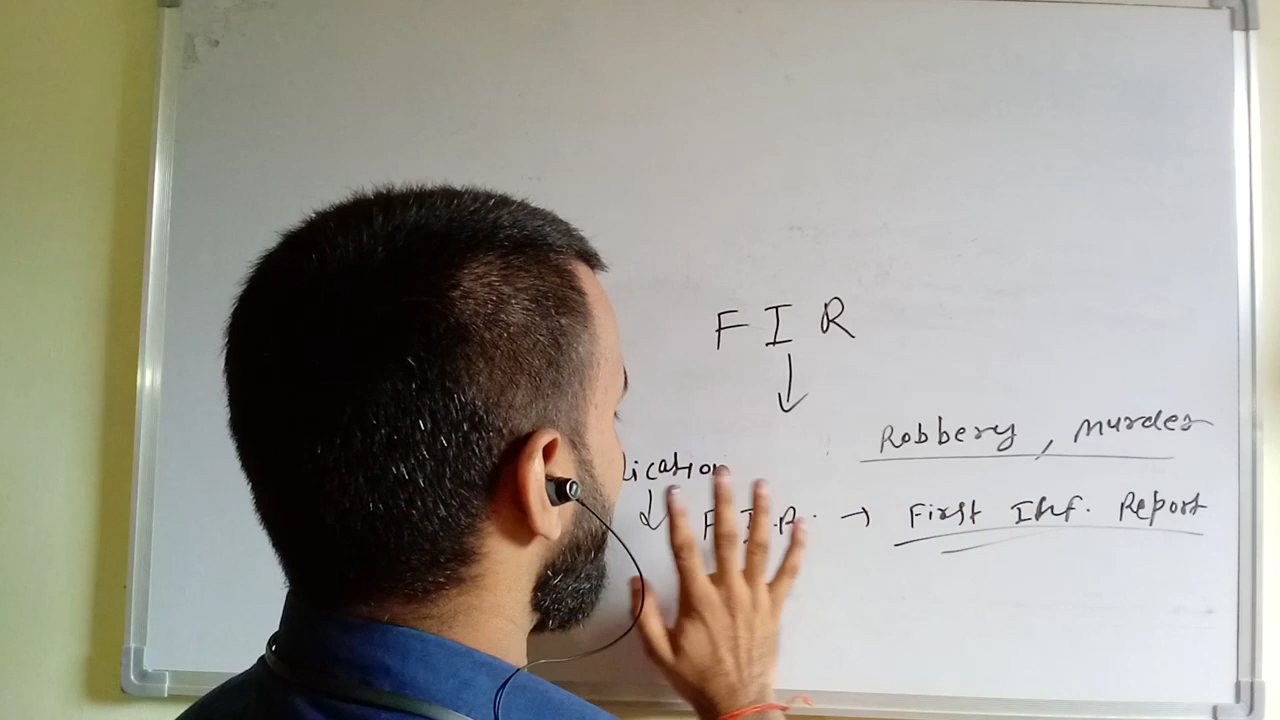 F I R
Robbery, Murder
lication
F.I.R. → First Inf. Report